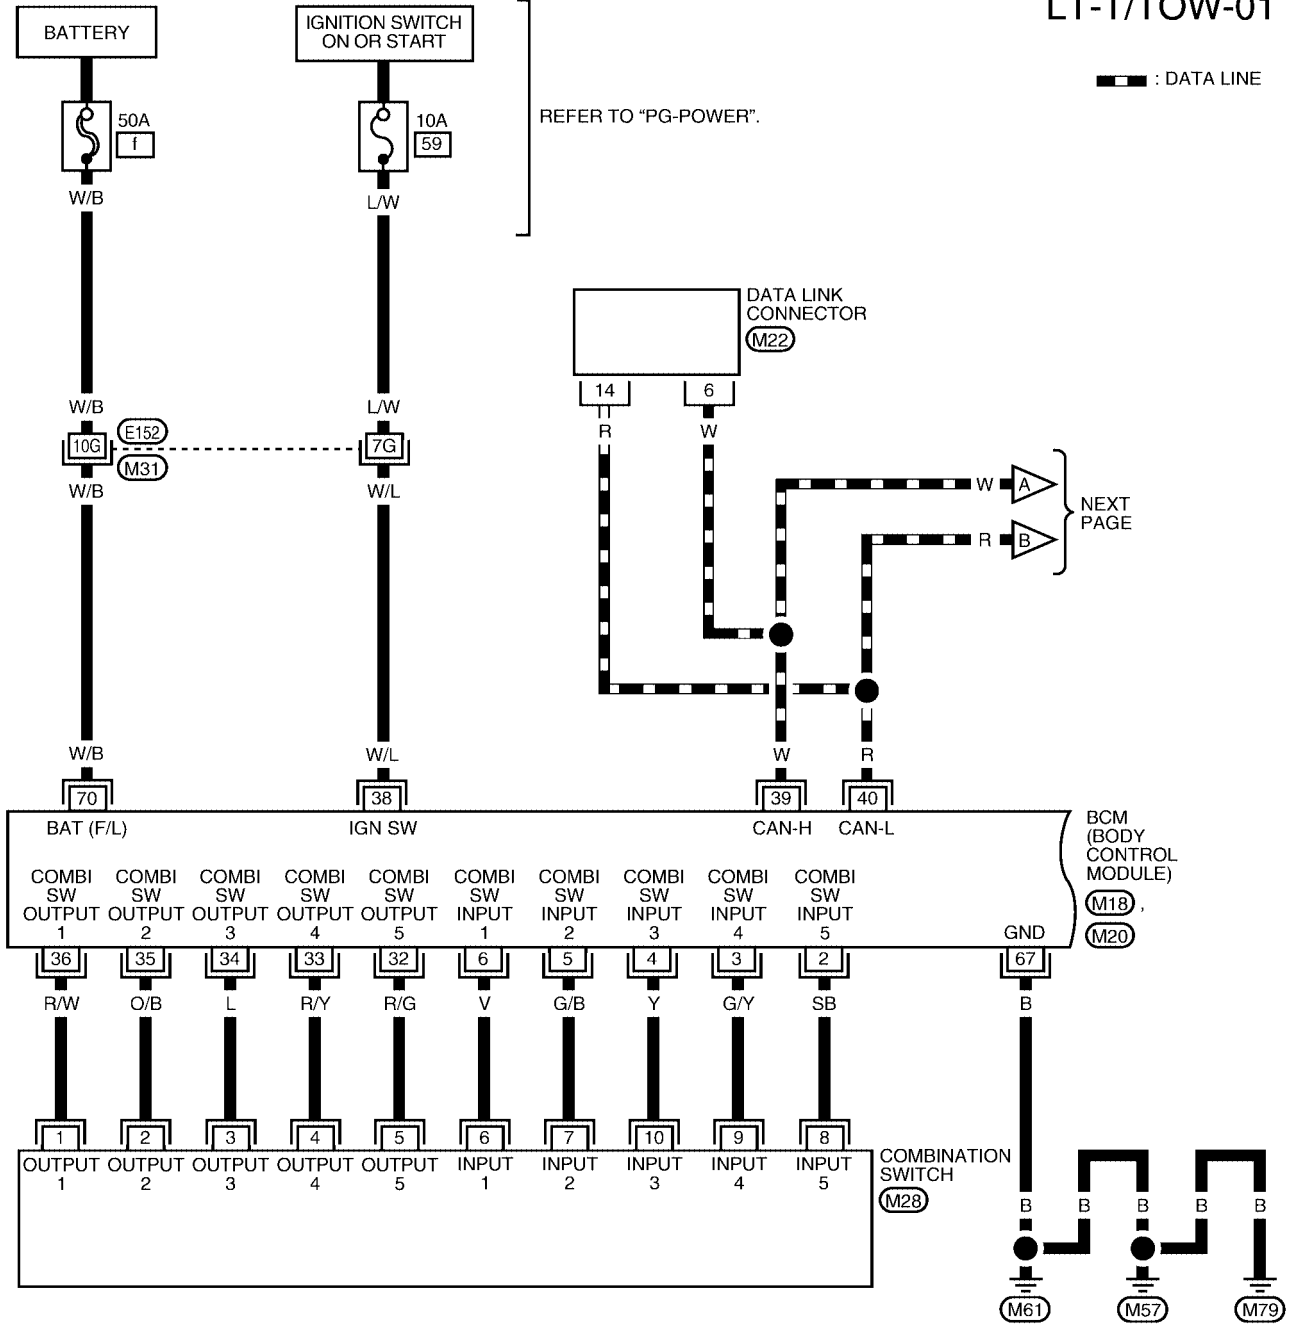 LT-T/TOW-01
BATTERY
IGNITION SWITCH
ON OR START
: DATA LINE
50A
f
10A
59
REFER TO “PG-POWER”.
W/B
L/W
DATA LINK
CONNECTOR
M22
14
6
R
W
W/B
L/W
10G
E152
M31
7G
W/B
W/L
W
A
R
B
NEXT
PAGE
W/B
W/L
W
R
70
38
39
40
BAT (F/L)
IGN SW
CAN-H
CAN-L
BCM
(BODY
CONTROL
MODULE)
M18 ,
M20
COMBI
SW
OUTPUT
1
COMBI
SW
OUTPUT
2
COMBI
SW
OUTPUT
3
COMBI
SW
OUTPUT
4
COMBI
SW
OUTPUT
5
COMBI
SW
INPUT
1
COMBI
SW
INPUT
2
COMBI
SW
INPUT
3
COMBI
SW
INPUT
4
COMBI
SW
INPUT
5
GND
36
35
34
33
32
6
5
4
3
2
67
R/W
O/B
L
R/Y
R/G
V
G/B
Y
G/Y
SB
B
1
2
3
4
5
6
7
10
9
8
OUTPUT
1
OUTPUT
2
OUTPUT
3
OUTPUT
4
OUTPUT
5
INPUT
1
INPUT
2
INPUT
3
INPUT
4
INPUT
5
COMBINATION
SWITCH
M28
B
B
B
B
B
M61
M57
M79